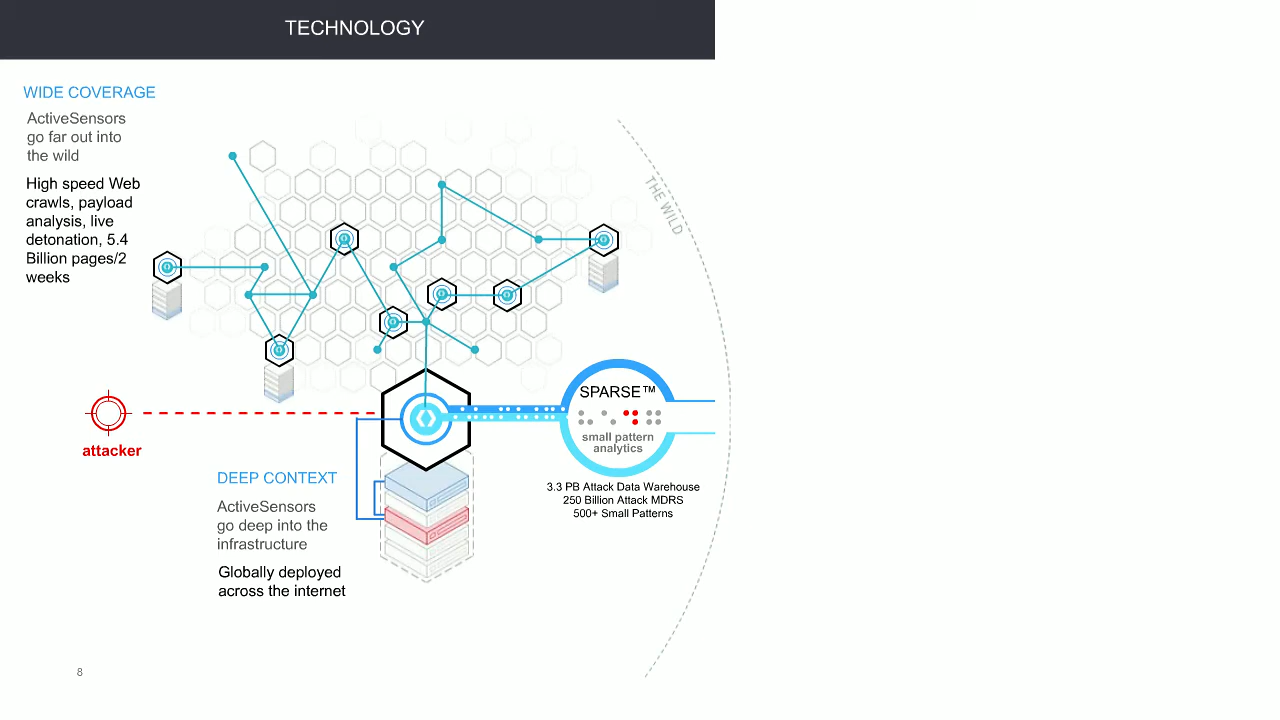 TECHNOLOGY
WIDE COVERAGE
ActiveSensors
go far out into
the wild
High speed Web
crawls, payload
analysis, live
detonation, 5.4
Billion pages/2
weeks
THE WILD
attacker
SPARSE™
small pattern
analytics
3.3 PB Attack Data Warehouse
250 Billion Attack MDRS
500+ Small Patterns
DEEP CONTEXT
ActiveSensors
go deep into the
infrastructure
Globally deployed
across the internet
8